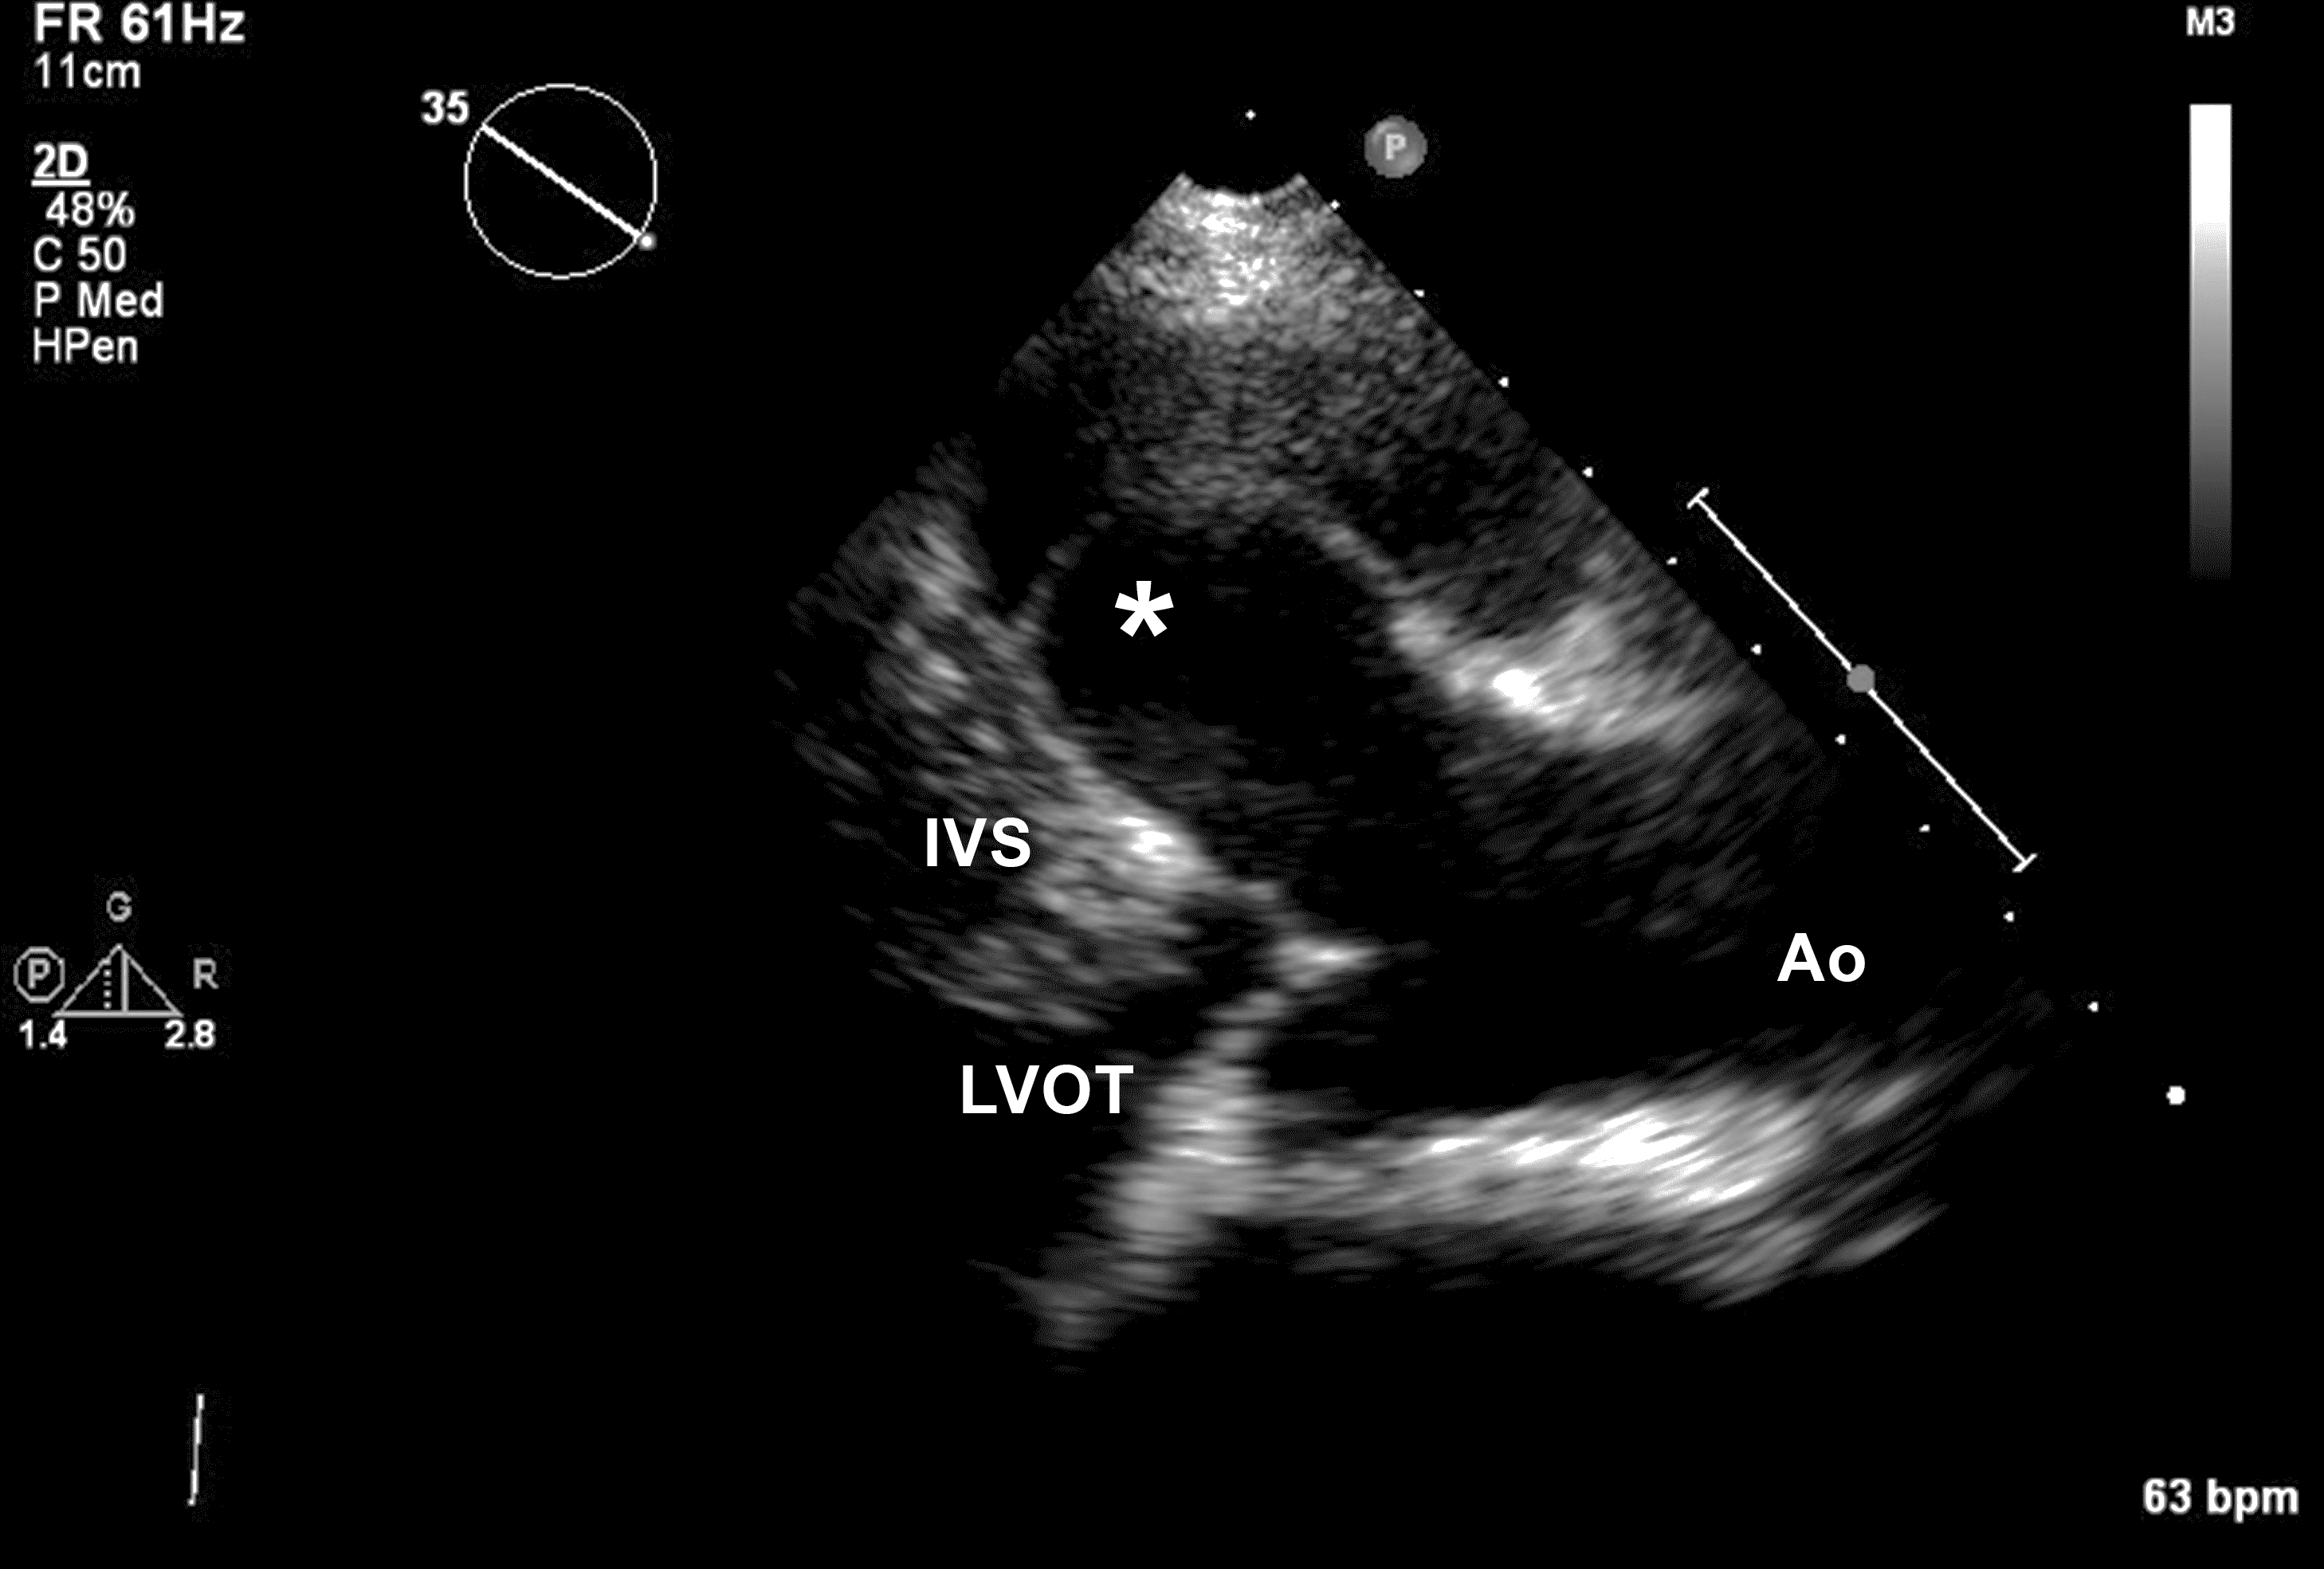 FR 61Hz
11cm
M3
35
P
2D
48%
C 50
P Med
HPen
*
IVS
Ao
LVOT
G
P R
1.4 2.8
63 bpm